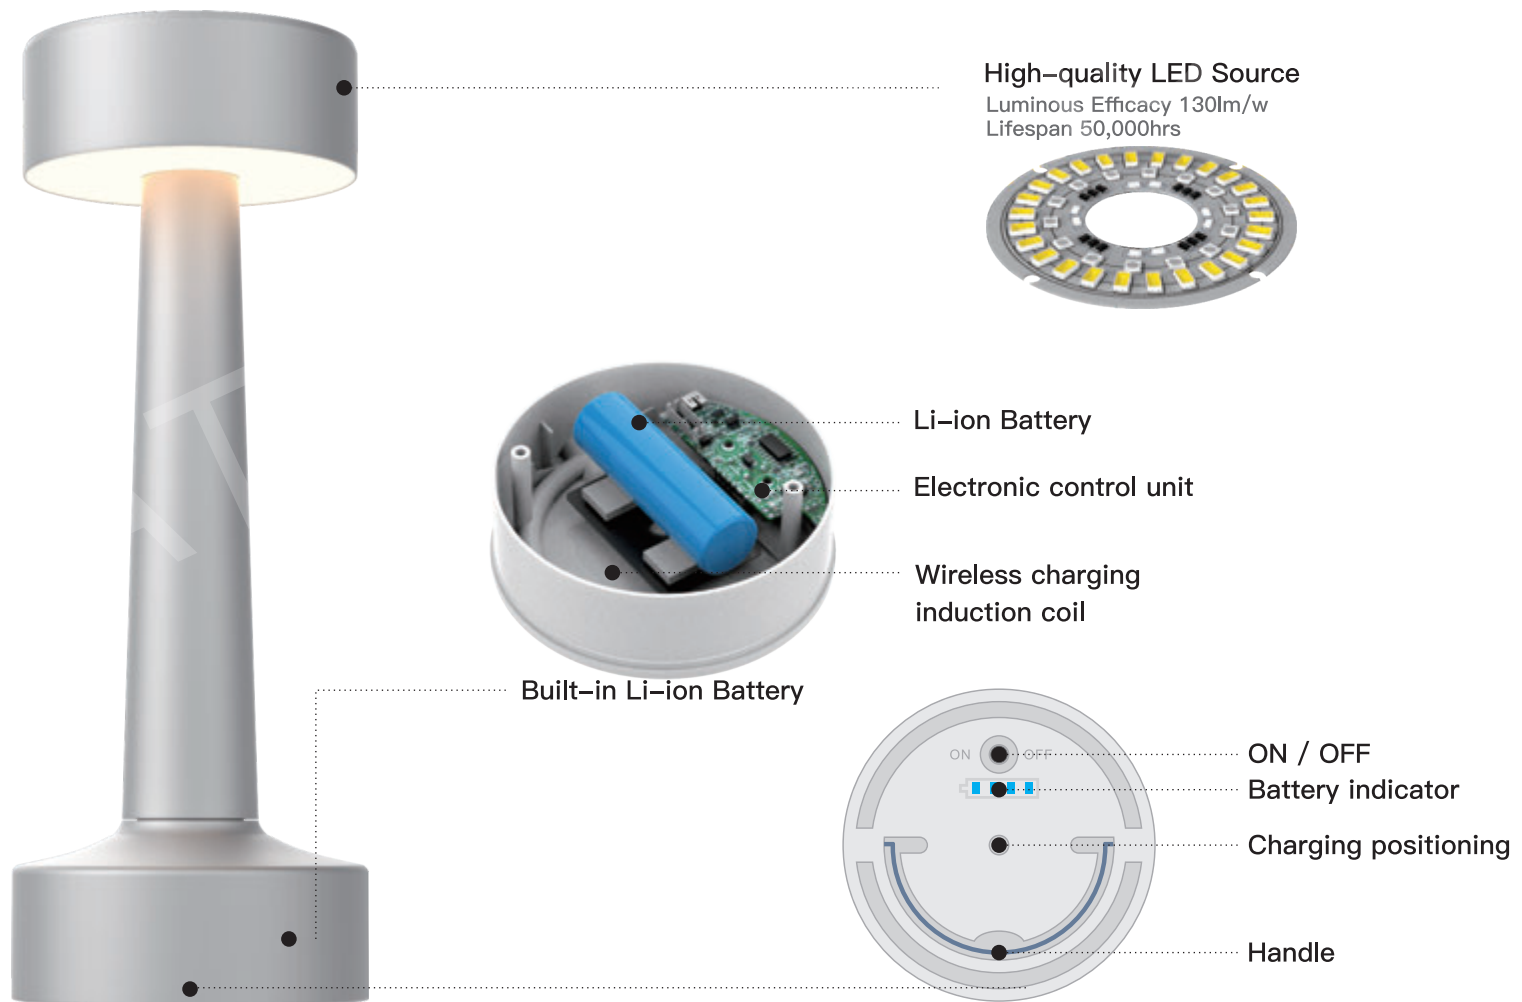 High-quality LED Source
Luminous Efficacy 130lm/w
Lifespan 50,000hrs
Li-ion Battery
Electronic control unit
Wireless charging
induction coil
Built-in Li-ion Battery
ON OFF
ON / OFF
Battery indicator
Charging positioning
Handle